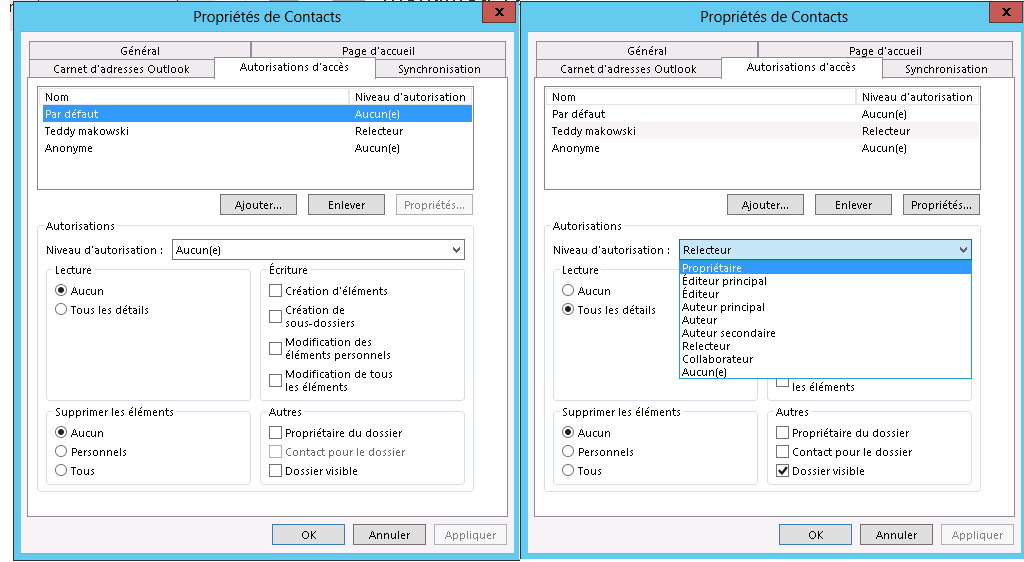 Propriétés de Contacts
x
Général
Page d'accueil
Carnet d'adresses Outlook
Autorisations d'accès
Synchronisation
Nom
Niveau d'autorisation
Par défaut
Aucun(e)
Teddy makowski
Relecteur
Anonyme
Aucun(e)
Ajouter...
Enlever
Propriétés...
Autorisations
Niveau d'autorisation :
Aucun(e)
Lecture
Aucun
Tous les détails
Écriture
Création d'éléments
Création de
sous-dossiers
Modification des
éléments personnels
Modification de tous
les éléments
Supprimer les éléments
Aucun
Personnels
Tous
Autres
Propriétaire du dossier
Contact pour le dossier
Dossier visible
OK
Annuler
Appliquer
Propriétés de Contacts
x
Général
Page d'accueil
Carnet d'adresses Outlook
Autorisations d'accès
Synchronisation
Nom
Niveau d'autorisation
Par défaut
Aucun(e)
Teddy makowski
Relecteur
Anonyme
Aucun(e)
Ajouter...
Enlever
Propriétés...
Autorisations
Niveau d'autorisation :
Relecteur
Propriétaire
Éditeur principal
Éditeur
Auteur principal
Auteur
Auteur secondaire
Relecteur
Collaborateur
Aucun(e)
Lecture
Aucun
Tous les détails
les éléments
Supprimer les éléments
Aucun
Personnels
Tous
Autres
Propriétaire du dossier
Contact pour le dossier
Dossier visible
OK
Annuler
Appliquer